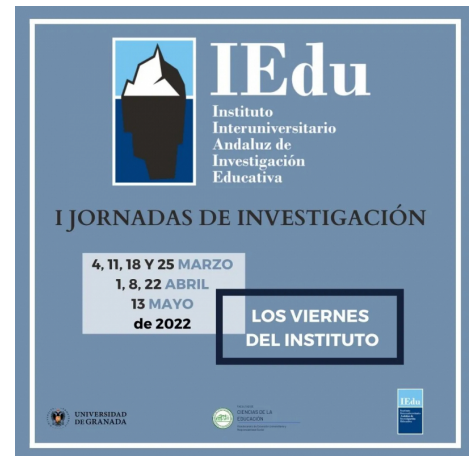 IEdu
Instituto
Interuniversitario
Andaluz de
Investigación
Educativa
I JORNADAS DE INVESTIGACIÓN
4, 11, 18 Y 25 MARZO
1, 8, 22 ABRIL
13 MAYO
de 2022
LOS VIERNES
DEL INSTITUTO
UNIVERSIDAD
DE GRANADA
CIENCIAS DE LA
EDUCACIÓN
IEdu